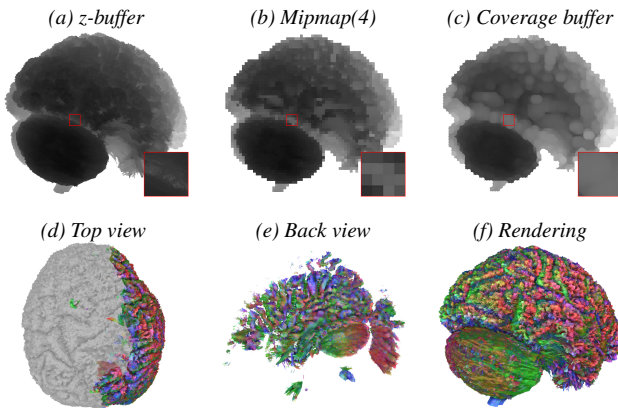 (a) z-buffer
(b) Mipmap(4)
(c) Coverage buffer
(d) Top view
(e) Back view
(f) Rendering